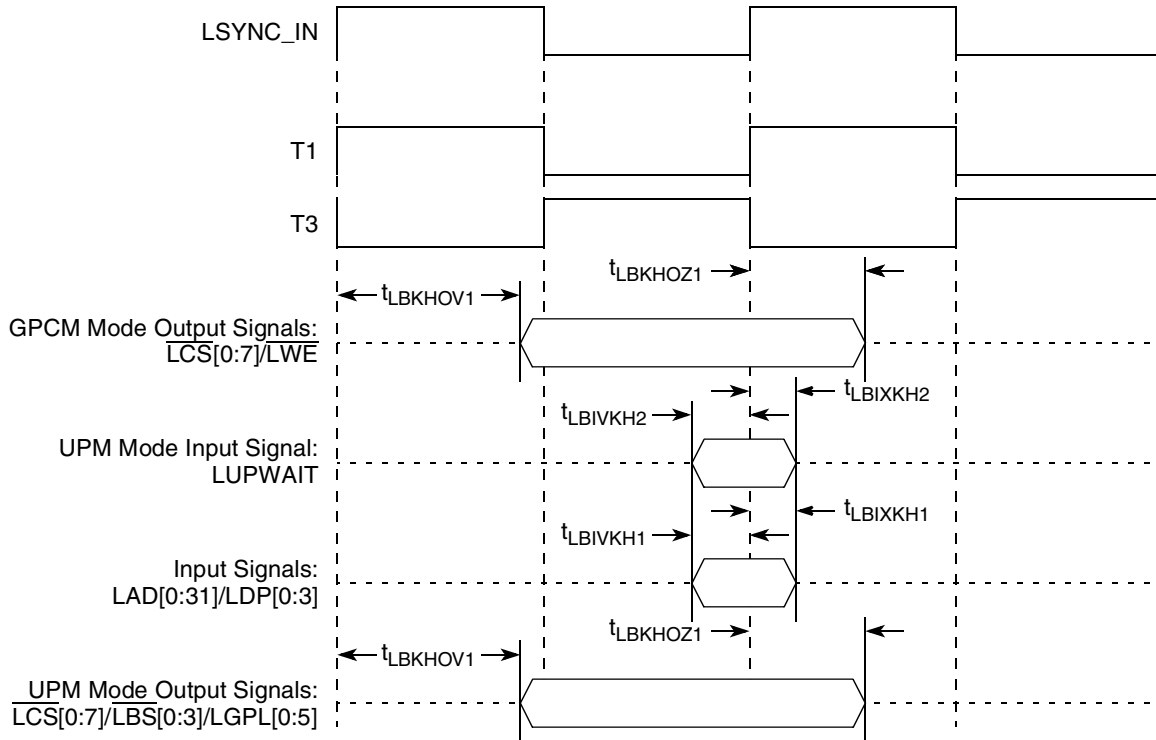 LSYNC_IN
T1
T3
tLBKHOZ1
tLBKHOV1
GPCM Mode Output Signals:
LCS[0:7]/LWE
tLBIXKH2
tLBIVKH2
UPM Mode Input Signal:
LUPWAIT
tLBIXKH1
tLBIVKH1
Input Signals:
LAD[0:31]/LDP[0:3]
tLBKHOZ1
tLBKHOV1
UPM Mode Output Signals:
LCS[0:7]/LBS[0:3]/LGPL[0:5]